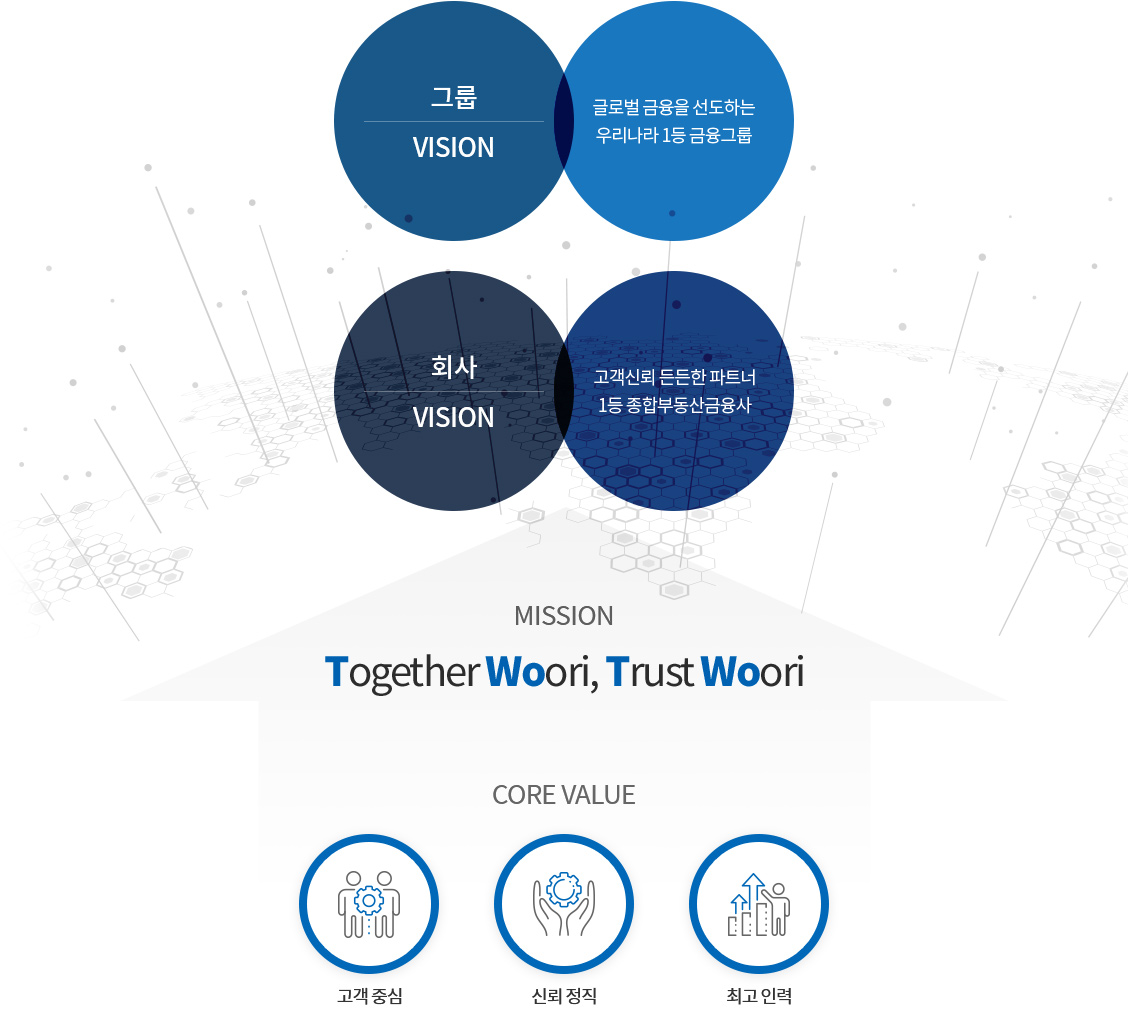 그룹
VISION
글로벌 금융을 선도하는
우리나라 1등 금융그룹
회사
VISION
고객신뢰 든든한 파트너
1등 종합부동산금융사
MISSION
Together Woori, Trust Woori
CORE VALUE
고객 중심
신뢰 정직
최고 인력